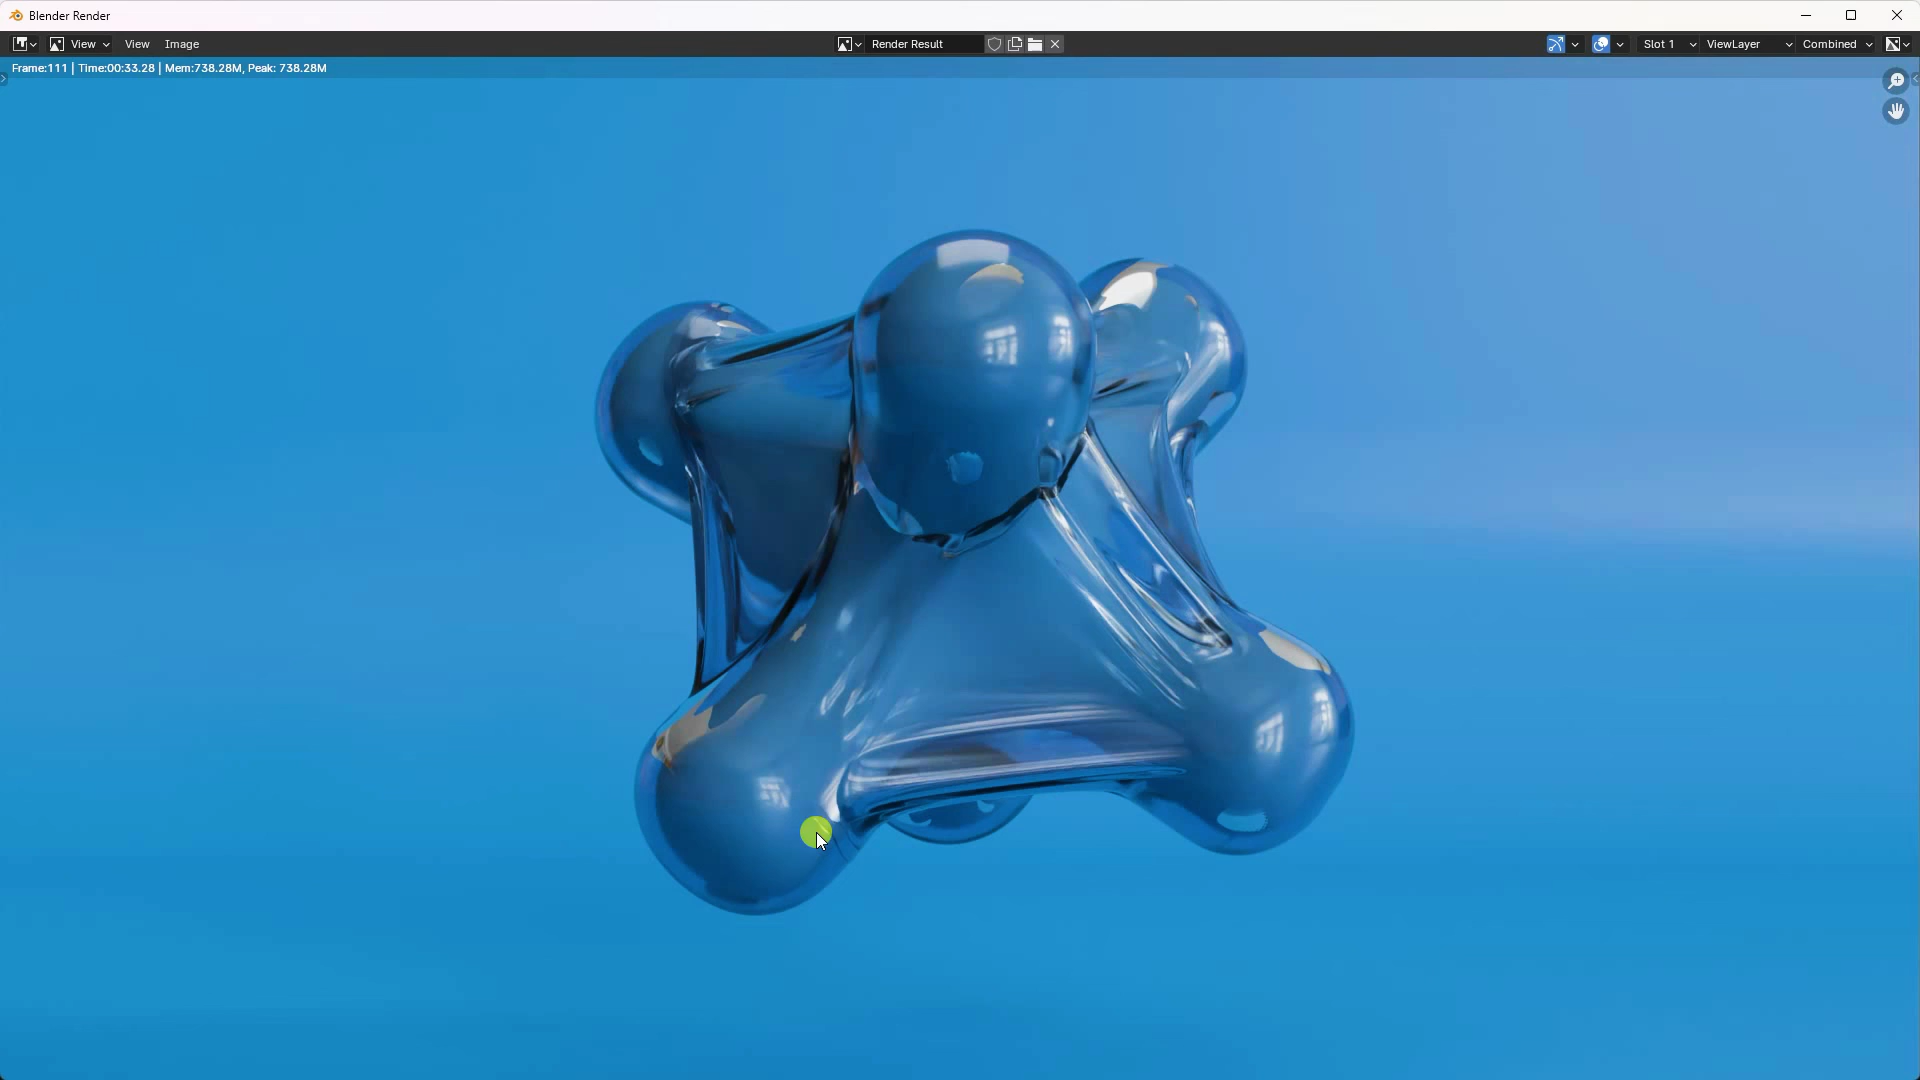 Blender Render
View View Image Render Result Slot 1 ViewLayer Combined
Frame:111 | Time:00:33.28 | Mem:738.28M, Peak: 738.28M